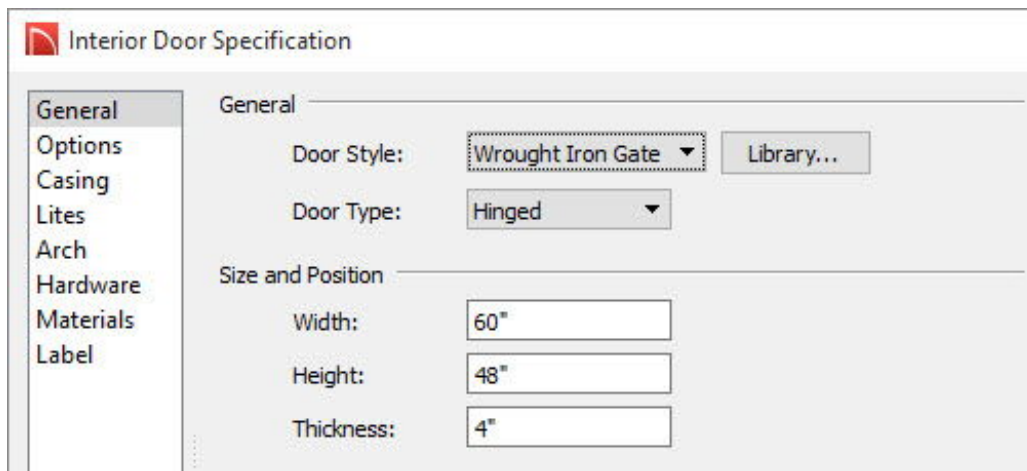 Interior Door Specification
General
Options
Casing
Lites
Arch
Hardware
Materials
Label
General
Door Style: Wrought Iron Gate Library...
Door Type: Hinged
Size and Position
Width: 60"
Height: 48"
Thickness: 4"